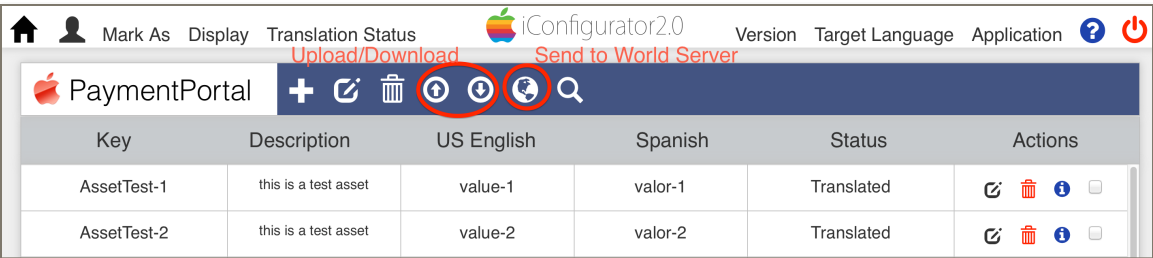 Mark As Display Translation Status iConfigurator2.0 Version Target Language Application ?
Upload/Download Send to World Server
PaymentPortal
Key Description US English Spanish Status Actions
AssetTest-1 this is a test asset value-1 valor-1 Translated
AssetTest-2 this is a test asset value-2 valor-2 Translated